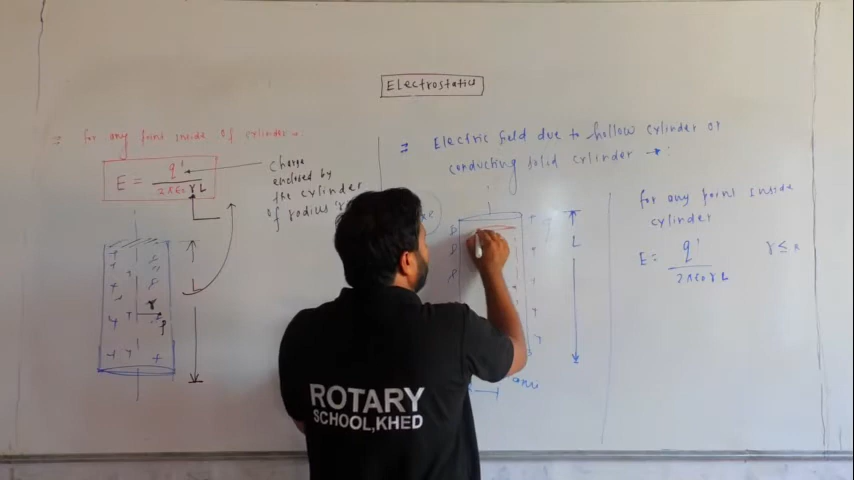 Electrostatics
= for any point inside of cylinder.
E = q'
2πε₀ r L
charge
enclosed by
the cylinder
of radius 'r'
L
r
P
= Electric field due to hollow cylinder or
conducting solid cylinder →:
L
for any point inside
cylinder
E = q'
2πε₀ r L
r ≤ R
ROTARY
SCHOOL,KHED